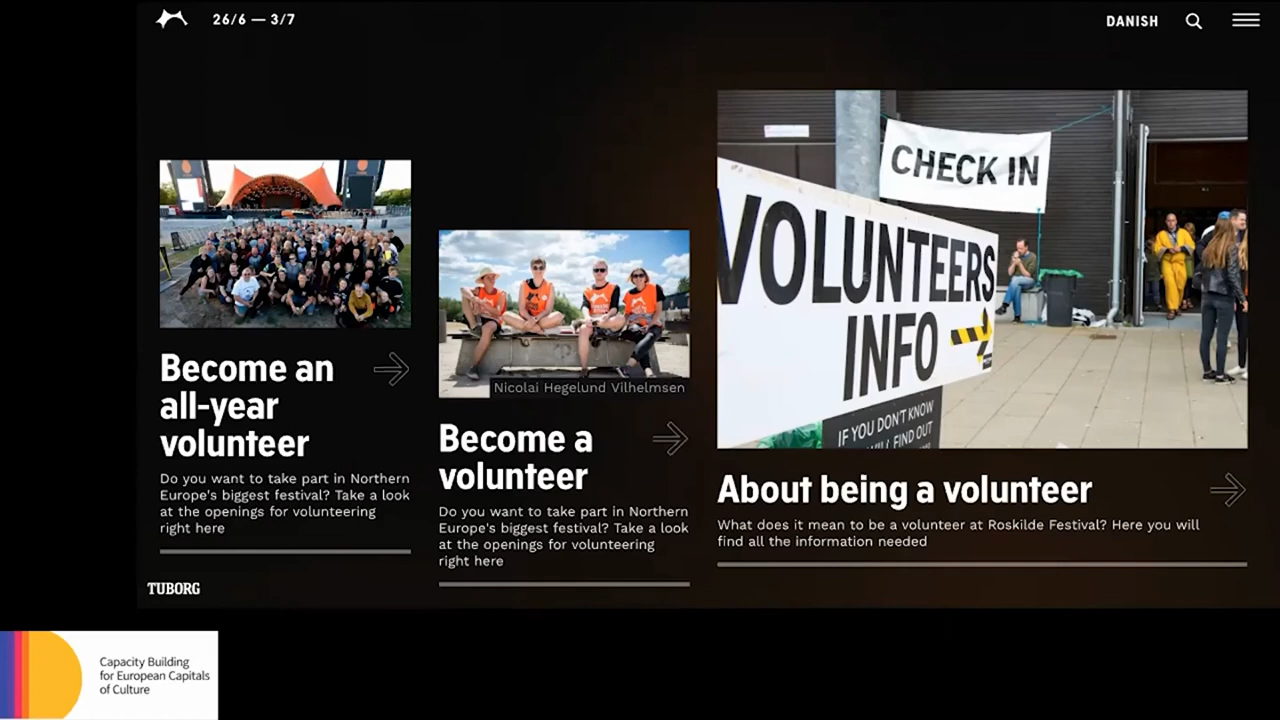 26/6 — 3/7
DANISH
Become an
all-year
volunteer
Do you want to take part in Northern
Europe's biggest festival? Take a look
at the openings for volunteering
right here
Nicolai Hegelund Vilhelmsen
Become a
volunteer
Do you want to take part in Northern
Europe's biggest festival? Take a look
at the openings for volunteering
right here
CHECK IN
VOLUNTEERS
INFO
IF YOU DON'T KNOW
FIND OUT
About being a volunteer
What does it mean to be a volunteer at Roskilde Festival? Here you will
find all the information needed
TUBORG
Capacity Building
for European Capitals
of Culture